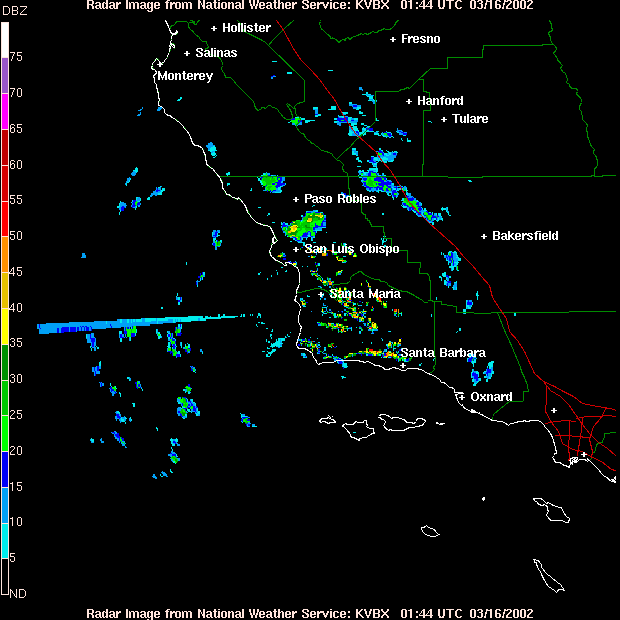 DBZ
Radar Image from National Weather Service: KVBX 01:44 UTC 03/16/2002
Hollister
Fresno
Salinas
75
Monterey
70
Hanford
65
Tulare
60
55
Paso Robles
50
Bakersfield
San Luis Obispo
45
40
Santa Maria
35
Santa Barbara
30
Oxnard
25
20
15
10
5
ND
Radar Image from National Weather Service: KVBX 01:44 UTC 03/16/2002